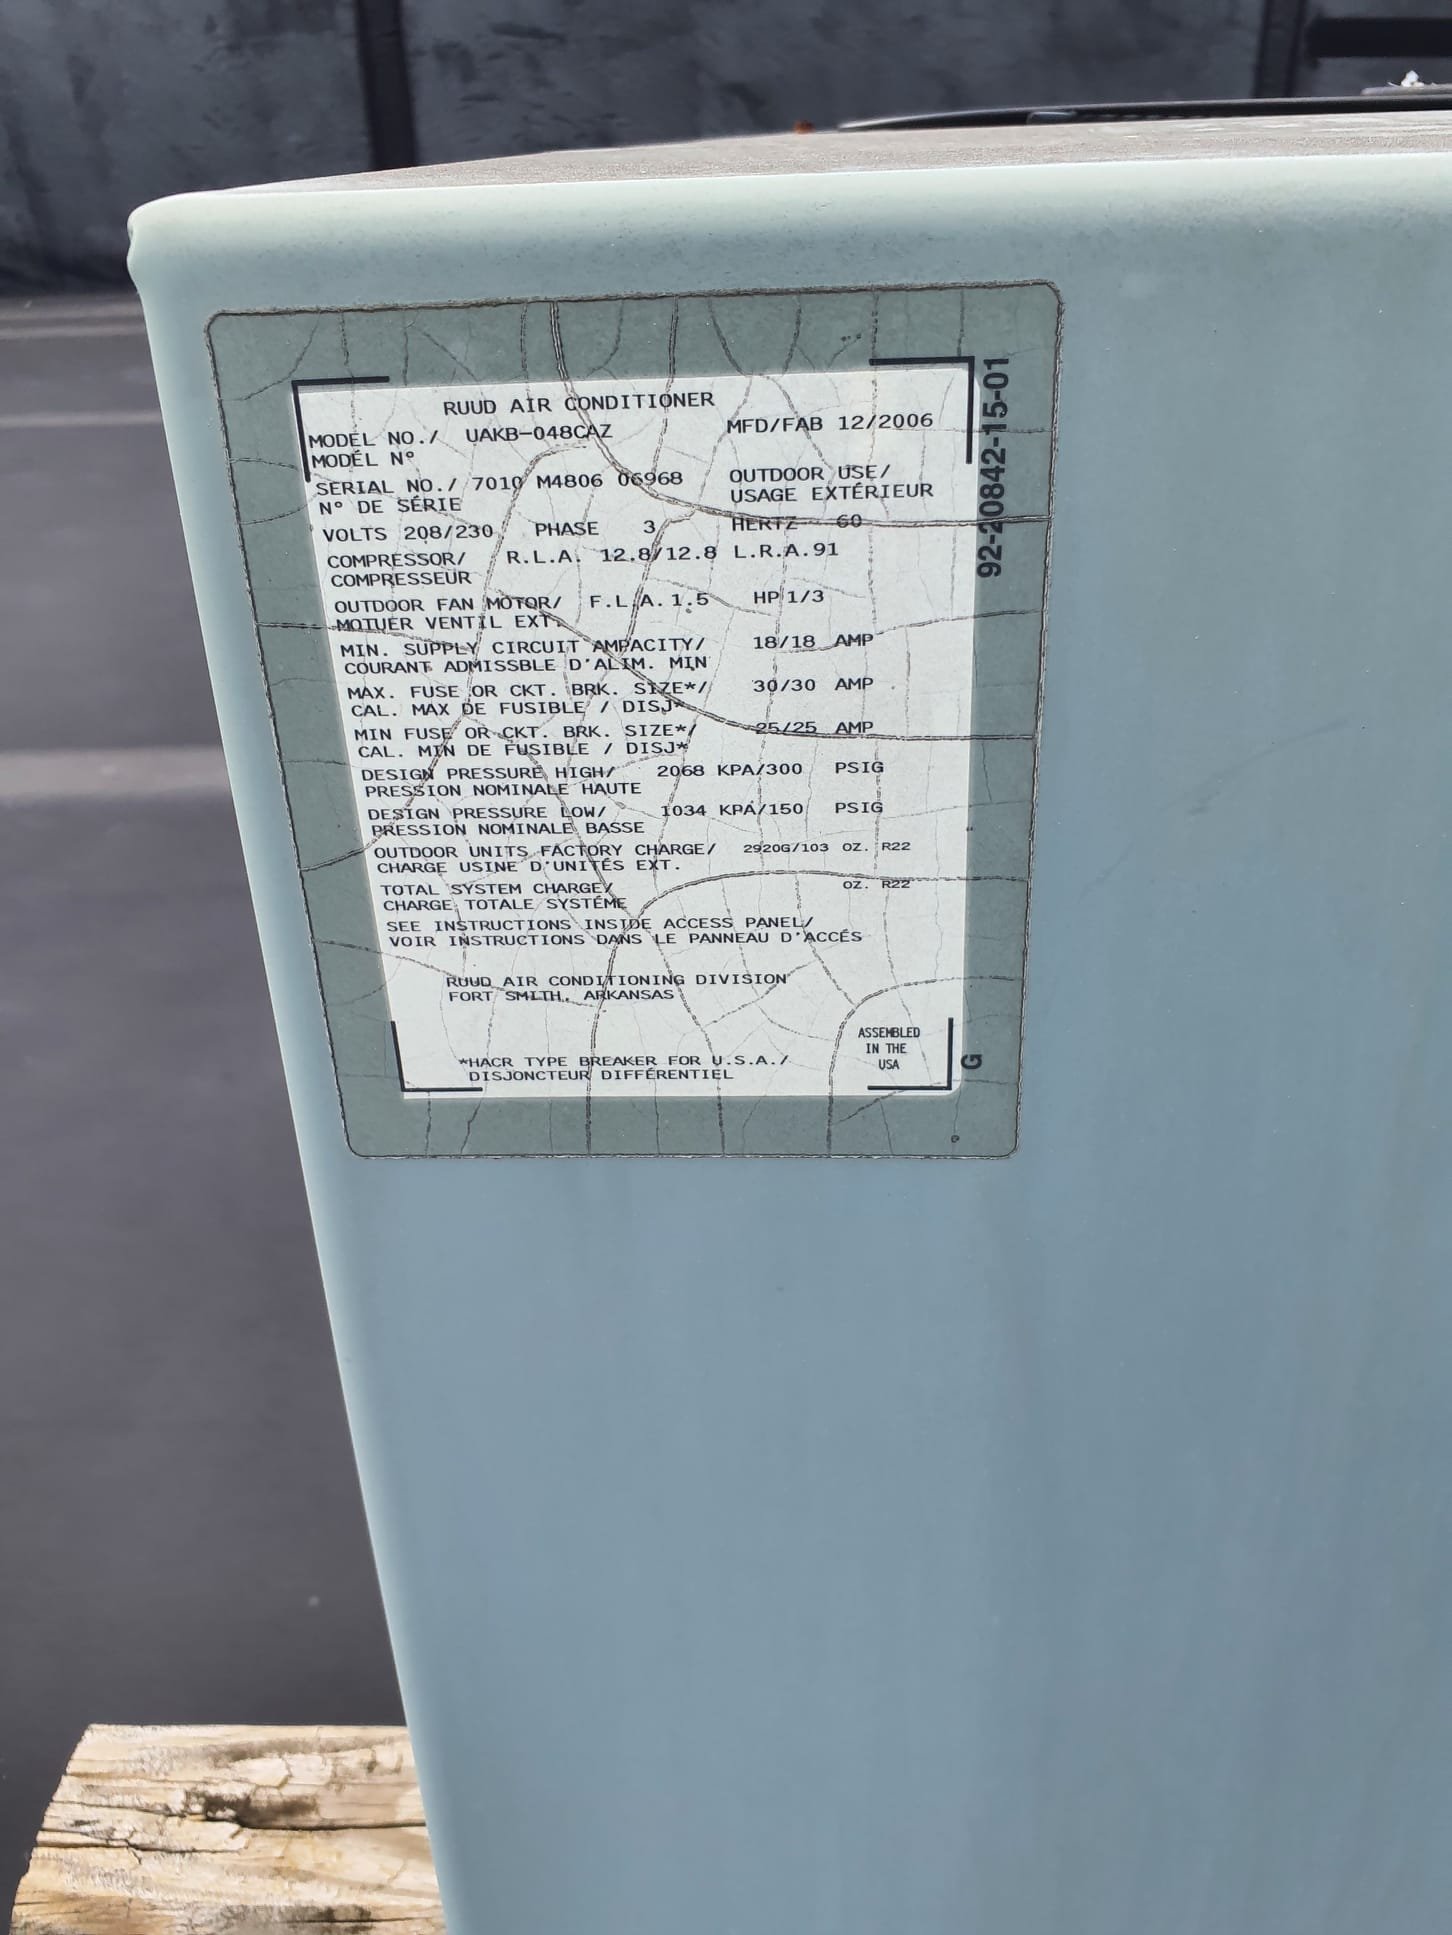 RUUD AIR CONDITIONER
MODEL NO./ UAKB-048CAZ MFD/FAB 12/2006
MODÉL N°
SERIAL NO./ 7010 M4806 06968 OUTDOOR USE/
N° DE SÉRIE USAGE EXTÉRIEUR
VOLTS 208/230 PHASE 3 HERTZ 60
COMPRESSOR/ R.L.A. 12.8/12.8 L.R.A. 91
COMPRESSEUR
OUTDOOR FAN MOTOR/ F.L.A. 1.5 HP 1/3
MOTUER VENTIL EXT.
MIN. SUPPLY CIRCUIT AMPACITY/ 18/18 AMP
COURANT ADMISSBLE D'ALIM. MIN
MAX. FUSE OR CKT. BRK. SIZE*/ 30/30 AMP
CAL. MAX DE FUSIBLE / DISJ*
MIN FUSE OR CKT. BRK. SIZE*/ 25/25 AMP
CAL. MIN DE FUSIBLE / DISJ*
DESIGN PRESSURE HIGH/ 2068 KPA/300 PSIG
PRESSION NOMINALE HAUTE
DESIGN PRESSURE LOW/ 1034 KPA/150 PSIG
PRESSION NOMINALE BASSE
OUTDOOR UNITS FACTORY CHARGE/ 2920G/103 OZ. R22
CHARGE USINE D'UNITÉS EXT.
TOTAL SYSTEM CHARGE/ OZ. R22
CHARGE TOTALE SYSTÉME
SEE INSTRUCTIONS INSIDE ACCESS PANEL/
VOIR INSTRUCTIONS DANS LE PANNEAU D'ACCÉS
RUUD AIR CONDITIONING DIVISION
FORT SMITH, ARKANSAS
ASSEMBLED
IN THE
USA
*HACR TYPE BREAKER FOR U.S.A./
DISJONCTEUR DIFFÉRENTIEL
92-20842-15-01
G